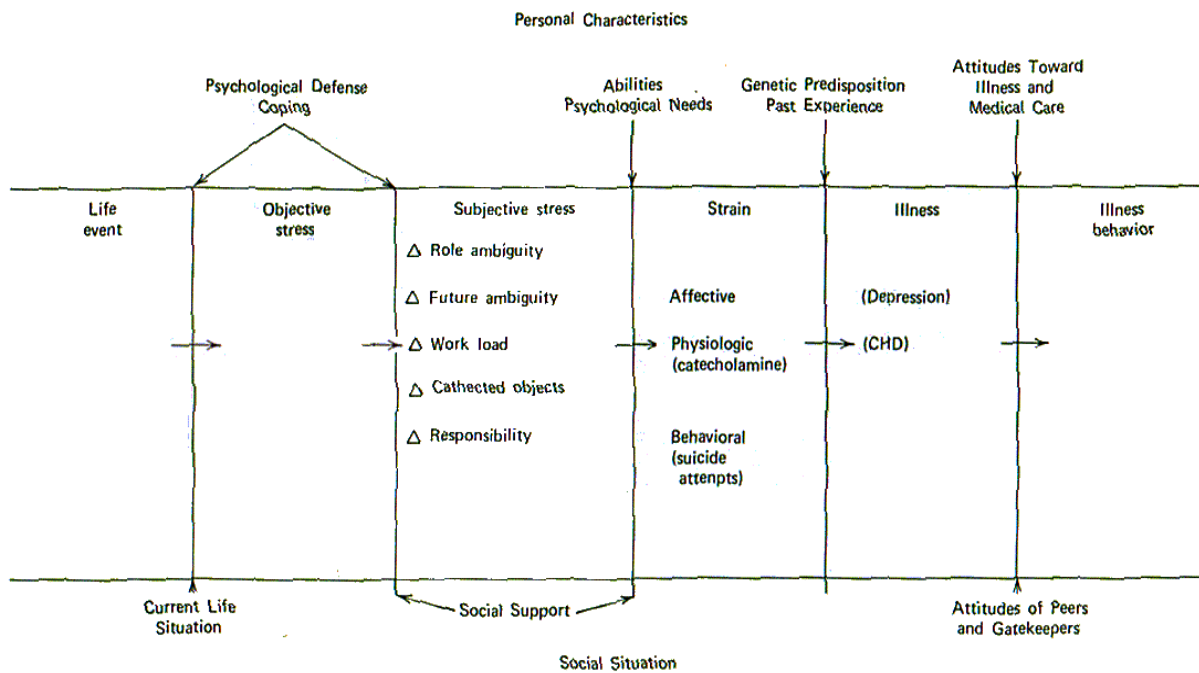 Personal Characteristics
Psychological Defense
Coping
Abilities
Psychological Needs
Genetic Predisposition
Past Experience
Attitudes Toward
Illness and
Medical Care
Life
event
Objective
stress
Subjective stress
Strain
Illness
Illness
behavior
△ Role ambiguity
△ Future ambiguity
Affective
(Depression)
△ Work load
Physiologic
(catecholamine)
(CHD)
△ Cathected objects
△ Responsibility
Behavioral
(suicide
attenpts)
Current Life
Situation
Social Support
Attitudes of Peers
and Gatekeepers
Social Situation